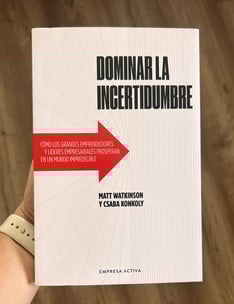 DOMINAR LA
INCERTIDUMBRE
CÓMO LOS GRANDES EMPRENDEDORES
Y LÍDERES EMPRESARIALES PROSPERAN
EN UN MUNDO IMPREDECIBLE
MATT WATKINSON
Y CSABA KONKOLY
EMPRESA ACTIVA